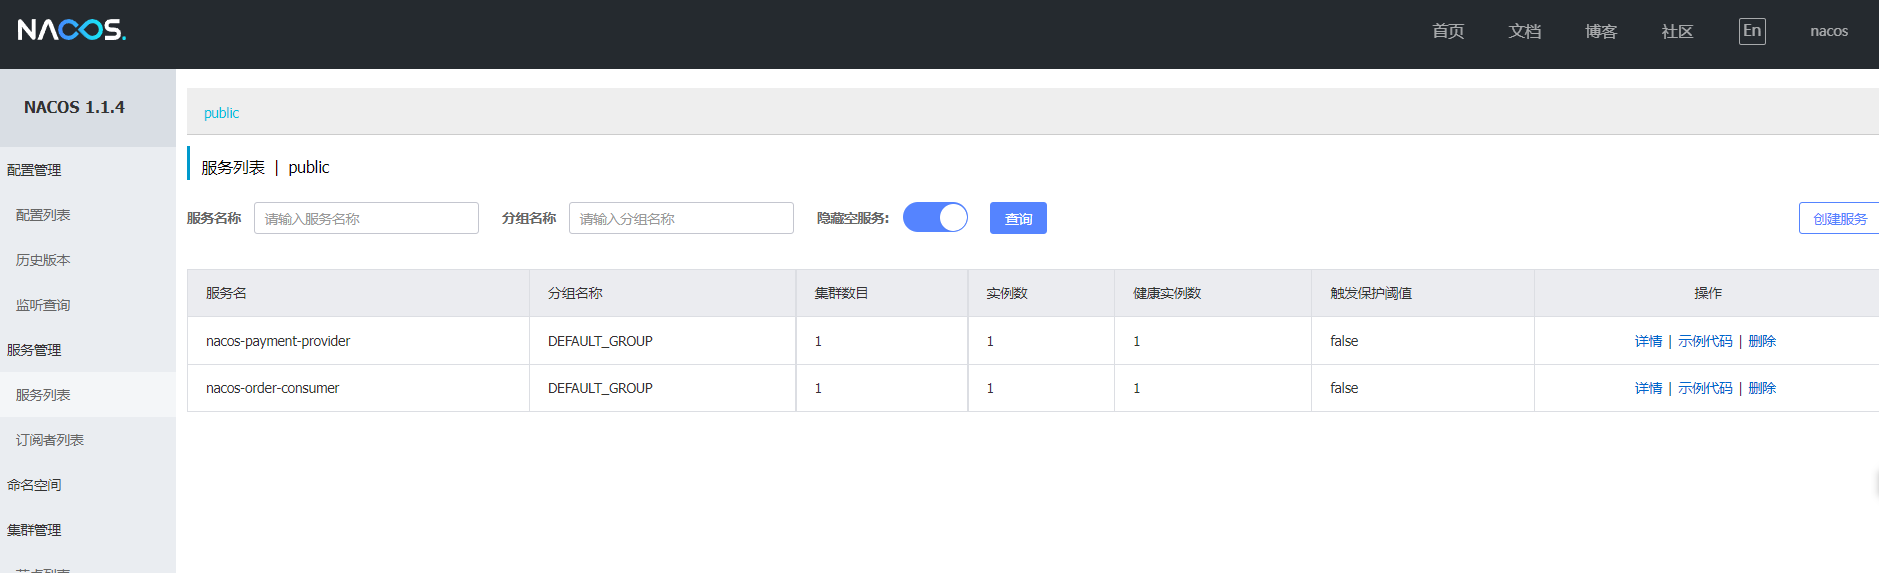 NACOS.
首页 文档 博客 社区 En nacos
NACOS 1.1.4
配置管理
配置列表
历史版本
监听查询
服务管理
服务列表
订阅者列表
命名空间
集群管理
节点列表
public
服务列表 | public
服务名称 请输入服务名称 分组名称 请输入分组名称 隐藏空服务: 查询 创建服务
服务名 分组名称 集群数目 实例数 健康实例数 触发保护阈值 操作
nacos-payment-provider DEFAULT_GROUP 1 1 1 false 详情 | 示例代码 | 删除
nacos-order-consumer DEFAULT_GROUP 1 1 1 false 详情 | 示例代码 | 删除